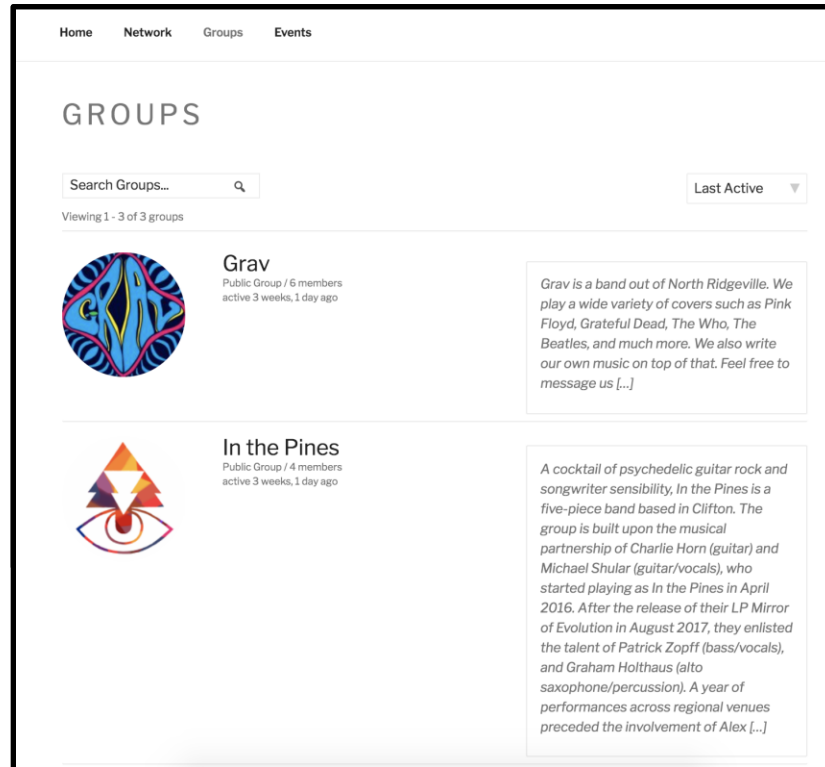 Home Network Groups Events
GROUPS
Search Groups...
Last Active
Viewing 1 - 3 of 3 groups
GRAV
Grav
Public Group / 6 members
active 3 weeks, 1 day ago
Grav is a band out of North Ridgeville. We
play a wide variety of covers such as Pink
Floyd, Grateful Dead, The Who, The
Beatles, and much more. We also write
our own music on top of that. Feel free to
message us [...]
In the Pines
Public Group / 4 members
active 3 weeks, 1 day ago
A cocktail of psychedelic guitar rock and
songwriter sensibility, In the Pines is a
five-piece band based in Clifton. The
group is built upon the musical
partnership of Charlie Horn (guitar) and
Michael Shular (guitar/vocals), who
started playing as In the Pines in April
2016. After the release of their LP Mirror
of Evolution in August 2017, they enlisted
the talent of Patrick Zopff (bass/vocals),
and Graham Holthaus (alto
saxophone/percussion). A year of
performances across regional venues
preceded the involvement of Alex [...]